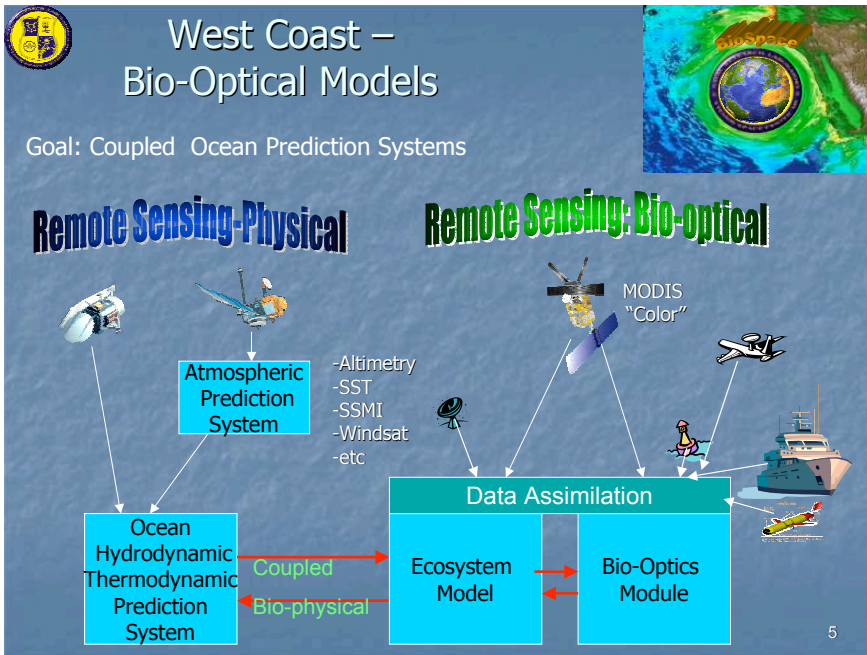 West Coast –
Bio-Optical Models
BioSpace
Goal: Coupled Ocean Prediction Systems
Remote Sensing-Physical
Remote Sensing: Bio-optical
MODIS
“Color”
Atmospheric
Prediction
System
-Altimetry
-SST
-SSMI
-Windsat
-etc
Data Assimilation
Ocean
Hydrodynamic
Thermodynamic
Prediction
System
Coupled
Bio-physical
Ecosystem
Model
Bio-Optics
Module
5